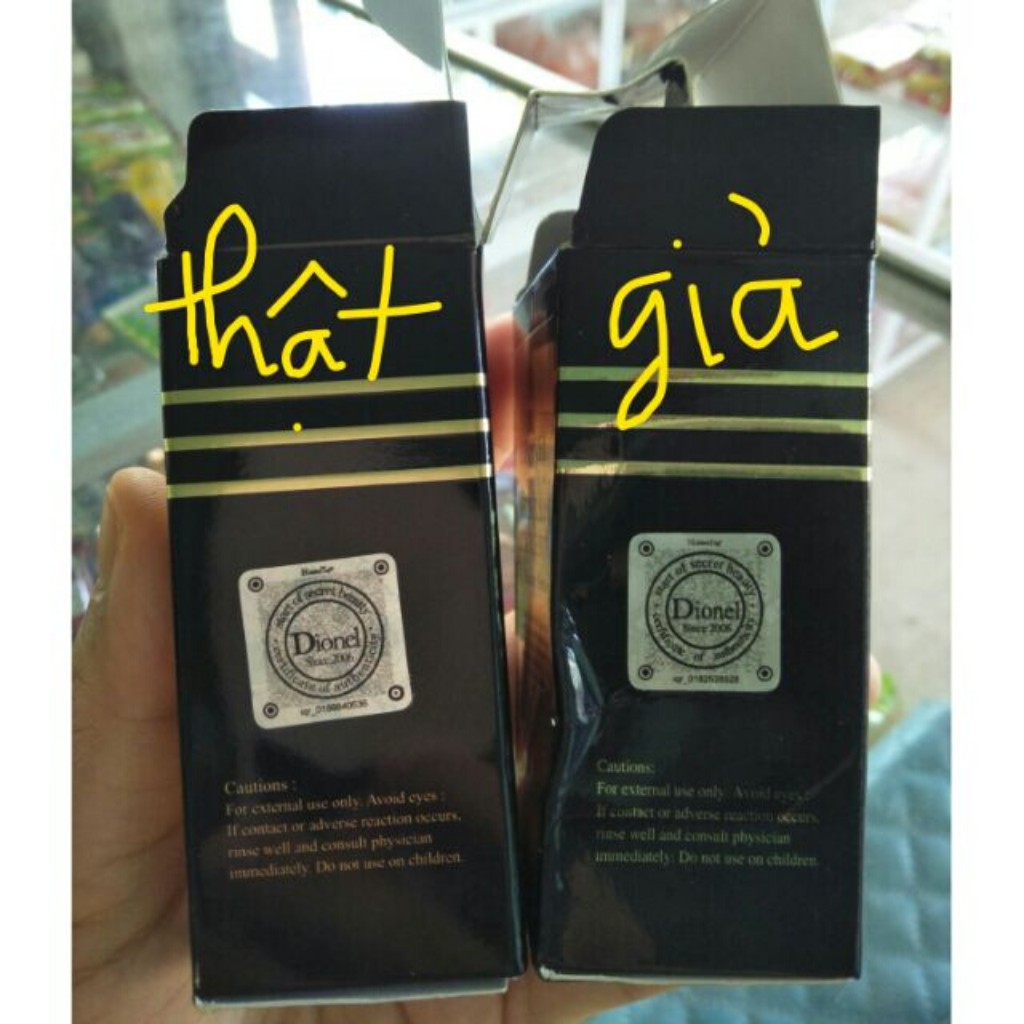 thật
già
HiddenTag
start of secret beauty
Dionel
Since 2006
certificate of authenticity
Cautions :
For external use only. Avoid eyes :
If contact or adverse reaction occurs,
rinse well and consult physician
immediately. Do not use on children.
HiddenTag
start of secret beauty
Dionel
Since 2006
certificate of authenticity
Cautions:
For external use only. Avoid eyes :
If contact or adverse reaction occurs,
rinse well and consult physician
immediately. Do not use on children.